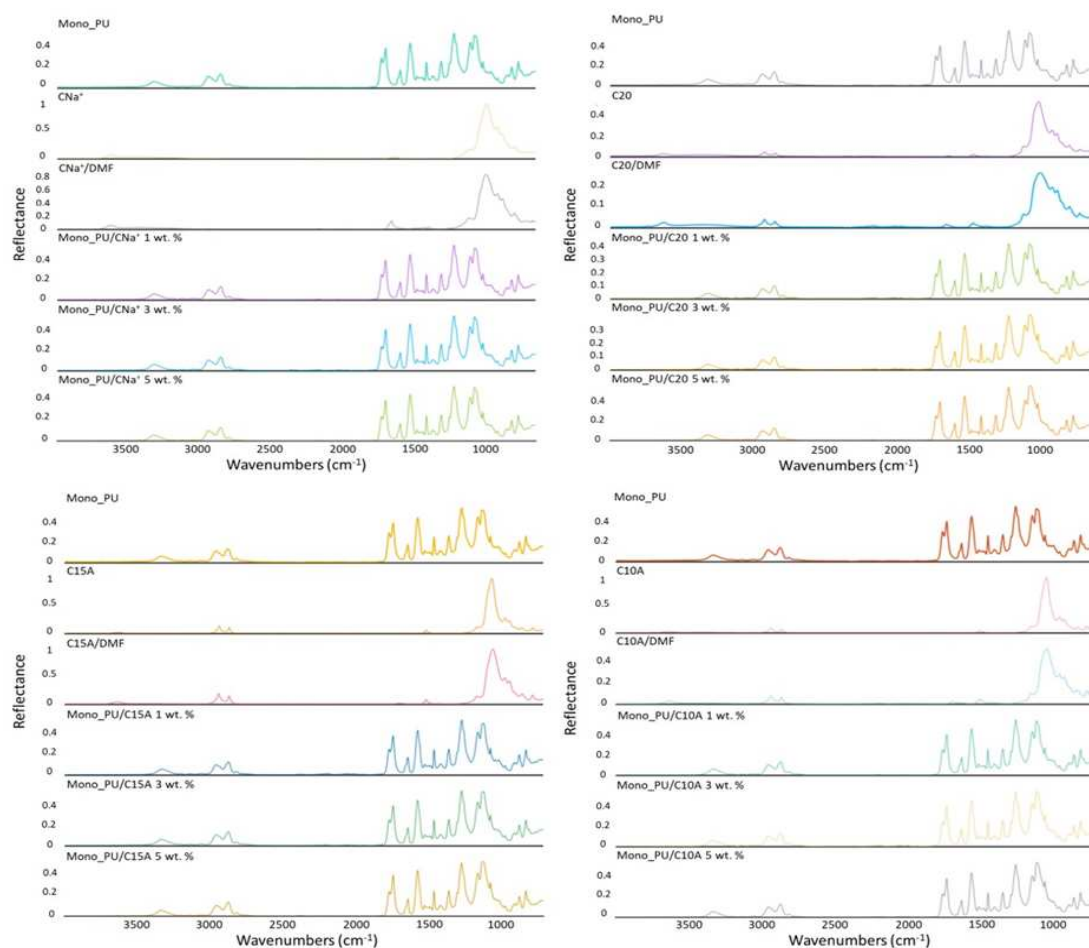 Mono_PU
0.4
0.2
0
CNa⁺
1
0.5
0
CNa⁺/DMF
0.8
0.6
0.4
0.2
0
Mono_PU/CNa⁺ 1 wt. %
0.4
0.2
0
Mono_PU/CNa⁺ 3 wt. %
0.4
0.2
0
Mono_PU/CNa⁺ 5 wt. %
0.4
0.2
0
Reflectance
3500 3000 2500 2000 1500 1000
Wavenumbers (cm⁻¹)
Mono_PU
0.4
0.2
0
C20
0.4
0.2
0
C20/DMF
0.2
0.1
0
Mono_PU/C20 1 wt. %
0.4
0.3
0.2
0.1
0
Mono_PU/C20 3 wt. %
0.3
0.2
0.1
0
Mono_PU/C20 5 wt. %
0.4
0.2
0
Reflectance
3500 3000 2500 2000 1500 1000
Wavenumbers (cm⁻¹)
Mono_PU
0.4
0.2
0
C15A
1
0.5
0
C15A/DMF
1
0.5
0
Mono_PU/C15A 1 wt. %
0.4
0.2
0
Mono_PU/C15A 3 wt. %
0.4
0.2
0
Mono_PU/C15A 5 wt. %
0.4
0.2
0
Reflectance
3500 3000 2500 2000 1500 1000
Wavenumbers (cm⁻¹)
Mono_PU
0.4
0.2
0
C10A
1
0.5
0
C10A/DMF
0.4
0.2
0
Mono_PU/C10A 1 wt. %
0.4
0.2
0
Mono_PU/C10A 3 wt. %
0.4
0.2
0
Mono_PU/C10A 5 wt. %
0.4
0.2
0
Reflectance
3500 3000 2500 2000 1500 1000
Wavenumbers (cm⁻¹)